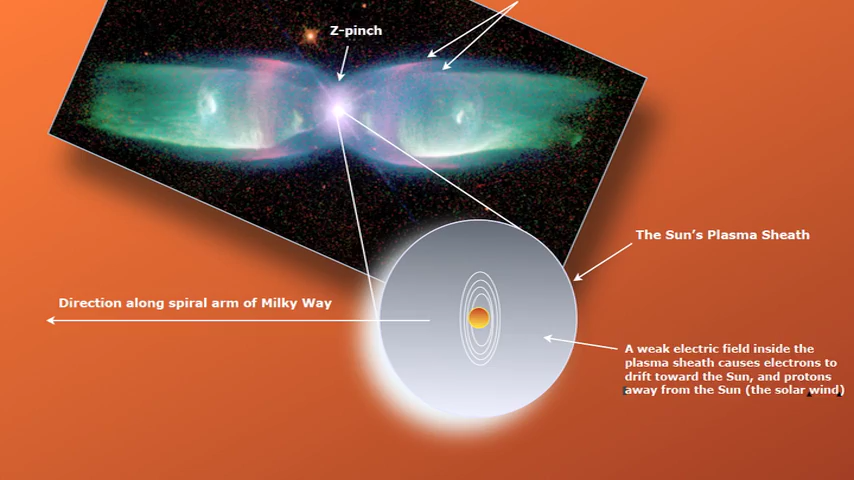 Z-pinch
The Sun's Plasma Sheath
Direction along spiral arm of Milky Way
A weak electric field inside the
plasma sheath causes electrons to
drift toward the Sun, and protons
away from the Sun (the solar wind)